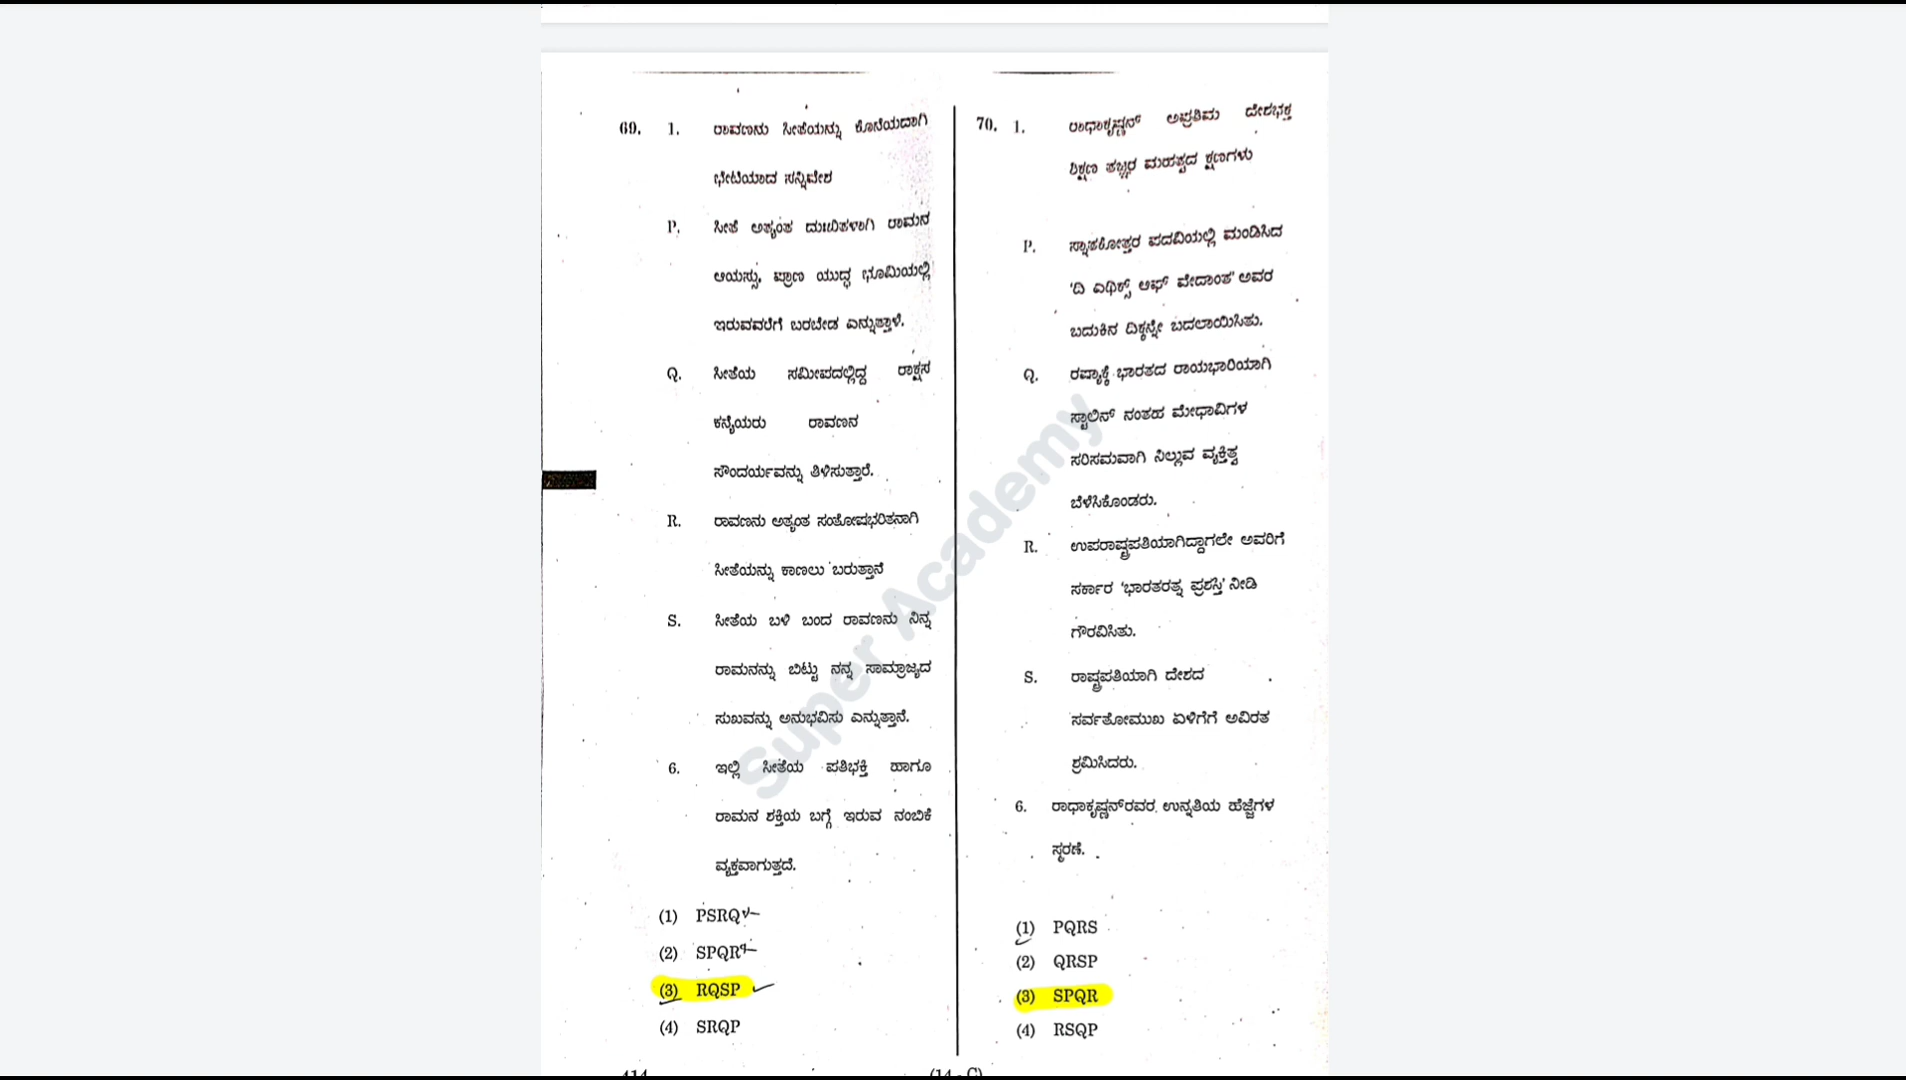 69. 1. ರಾವಣನು ಸೀತೆಯನ್ನು ಕೊನೆಯದಾಗಿ
ಭೇಟಿಯಾದ ಸನ್ನಿವೇಶ
P. ಸೀತೆ ಅತ್ಯಂತ ದುಃಖಿತಳಾಗಿ ರಾಮನ
ಆಯಸ್ಸು, ಪ್ರಾಣ ಯುದ್ಧ ಭೂಮಿಯಲ್ಲಿ
ಇರುವವರೆಗೆ ಬರಬೇಡ ಎನ್ನುತ್ತಾಳೆ.
Q. ಸೀತೆಯ ಸಮೀಪದಲ್ಲಿದ್ದ ರಾಕ್ಷಸ
ಕನ್ಯೆಯರು ರಾವಣನ
ಸೌಂದರ್ಯವನ್ನು ತಿಳಿಸುತ್ತಾರೆ.
R. ರಾವಣನು ಅತ್ಯಂತ ಸಂತೋಷಭರಿತನಾಗಿ
ಸೀತೆಯನ್ನು ಕಾಣಲು ಬರುತ್ತಾನೆ
S. ಸೀತೆಯ ಬಳಿ ಬಂದ ರಾವಣನು ನಿನ್ನ
ರಾಮನನ್ನು ಬಿಟ್ಟು ನನ್ನ ಸಾಮ್ರಾಜ್ಯದ
ಸುಖವನ್ನು ಅನುಭವಿಸು ಎನ್ನುತ್ತಾನೆ.
6. ಇಲ್ಲಿ ಸೀತೆಯ ಪತಿಭಕ್ತಿ ಹಾಗೂ
ರಾಮನ ಶಕ್ತಿಯ ಬಗ್ಗೆ ಇರುವ ನಂಬಿಕೆ
ವ್ಯಕ್ತವಾಗುತ್ತದೆ.
(1) PSRQ
(2) SPQR
(3) RQSP
(4) SRQP
70. 1. ರಾಧಾಕೃಷ್ಣನ್ ಅಪ್ರತಿಮ ದೇಶಭಕ್ತ
ಶಿಕ್ಷಣ ತಜ್ಞರ ಮಹತ್ವದ ಕ್ಷಣಗಳು
P. ಸ್ನಾತಕೋತ್ತರ ಪದವಿಯಲ್ಲಿ ಮಂಡಿಸಿದ
'ದಿ ಎಥಿಕ್ಸ್ ಆಫ್ ವೇದಾಂತ' ಅವರ
ಬದುಕಿನ ದಿಕ್ಕನ್ನೇ ಬದಲಾಯಿಸಿತು.
Q. ರಷ್ಯಾಕ್ಕೆ ಭಾರತದ ರಾಯಭಾರಿಯಾಗಿ
ಸ್ಟಾಲಿನ್ ನಂತಹ ಮೇಧಾವಿಗಳ
ಸರಿಸಮವಾಗಿ ನಿಲ್ಲುವ ವ್ಯಕ್ತಿತ್ವ
ಬೆಳೆಸಿಕೊಂಡರು.
R. ಉಪರಾಷ್ಟ್ರಪತಿಯಾಗಿದ್ದಾಗಲೇ ಅವರಿಗೆ
ಸರ್ಕಾರ 'ಭಾರತರತ್ನ ಪ್ರಶಸ್ತಿ' ನೀಡಿ
ಗೌರವಿಸಿತು.
S. ರಾಷ್ಟ್ರಪತಿಯಾಗಿ ದೇಶದ
ಸರ್ವತೋಮುಖ ಏಳಿಗೆಗೆ ಅವಿರತ
ಶ್ರಮಿಸಿದರು.
6. ರಾಧಾಕೃಷ್ಣನ್‌ರವರ ಉನ್ನತಿಯ ಹೆಜ್ಜೆಗಳ
ಸ್ಮರಣೆ.
(1) PQRS
(2) QRSP
(3) SPQR
(4) RSQP
Super Academy